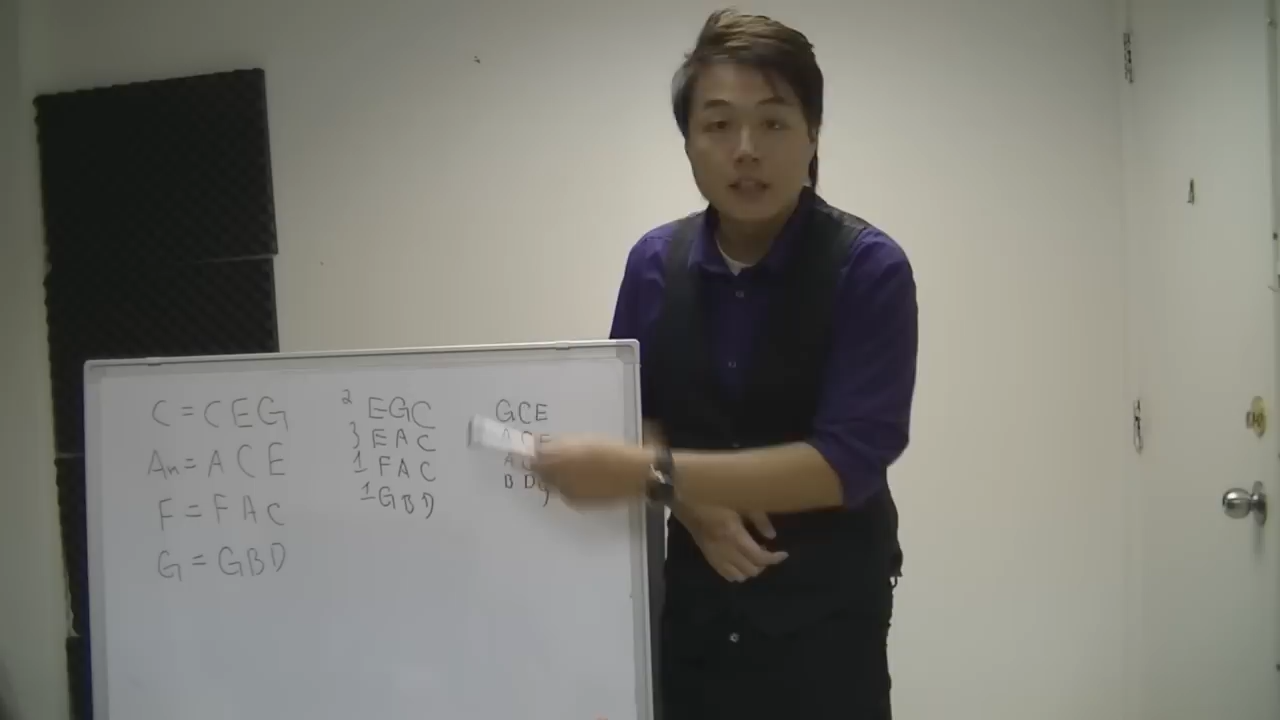 C = C E G
Am = A C E
F = F A C
G = G B D
2 E G C
3 E A C
1 F A C
1 G B D
G C E
A C E
A
B D G